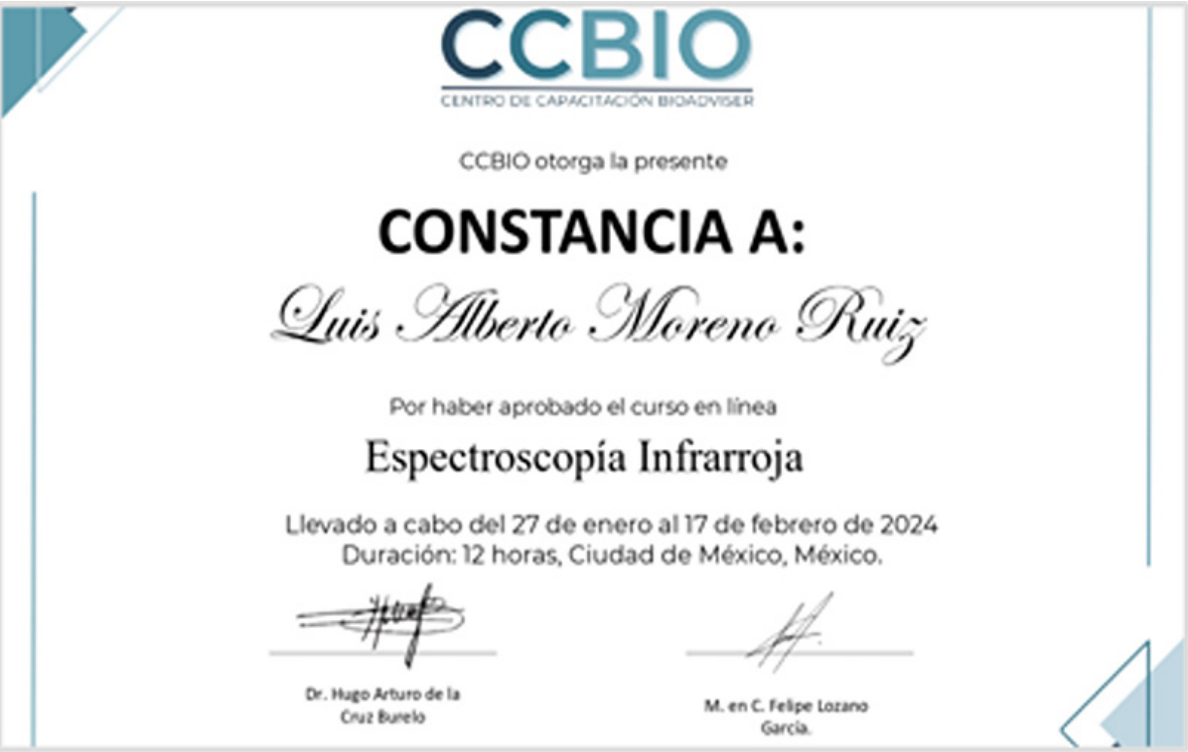 CCBIO
CENTRO DE CAPACITACIÓN BIOADVISER
CCBIO otorga la presente
CONSTANCIA A:
Luis Alberto Moreno Ruiz
Por haber aprobado el curso en línea
Espectroscopía Infrarroja
Llevado a cabo del 27 de enero al 17 de febrero de 2024
Duración: 12 horas, Ciudad de México, México.
Dr. Hugo Arturo de la
Cruz Burelo
M. en C. Felipe Lozano
García.